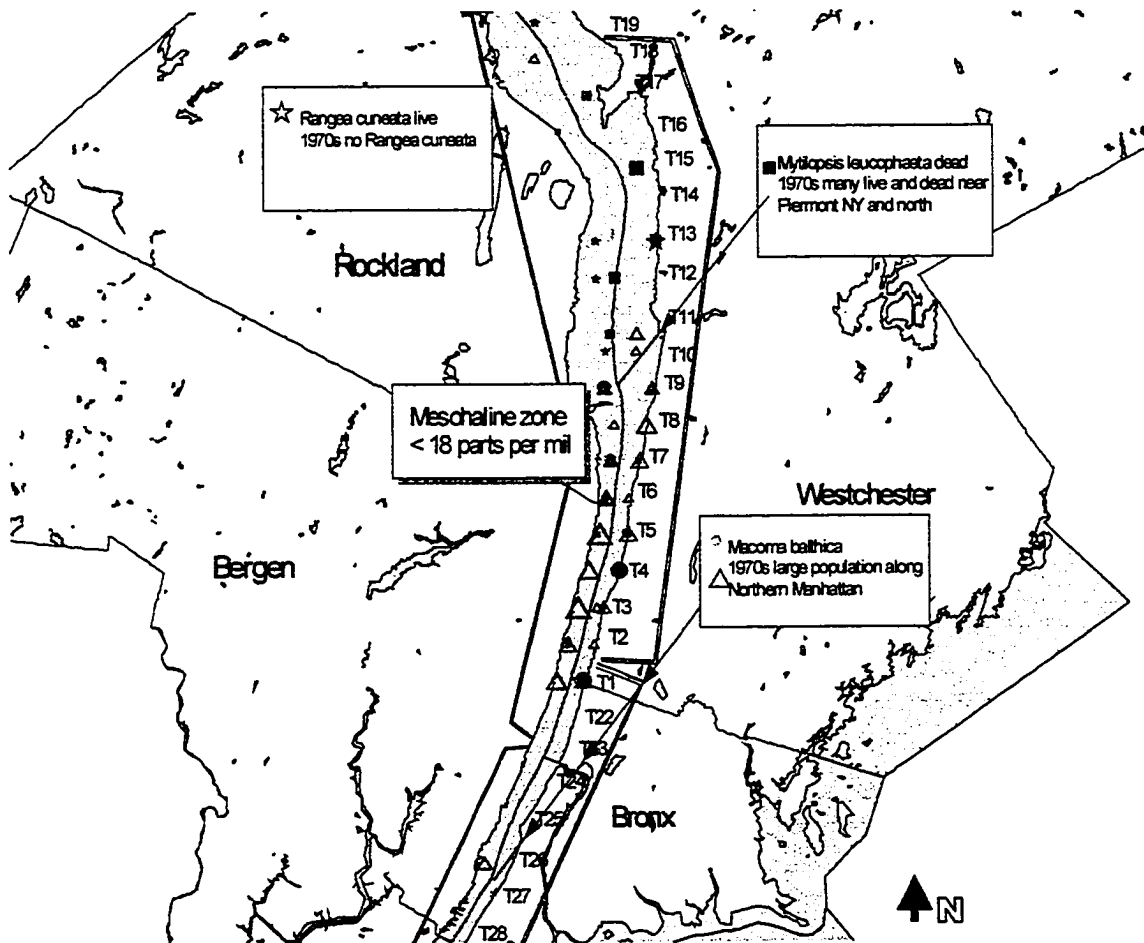 T19
T18
T17
Rangea cuneata live
1970s no Rangea cuneata
T16
Mytilopsis leucophaeta dead
1970s many live and dead near
Piermont NY and north
T15
T14
T13
Rockland
T12
T11
T10
T9
Mesohaline zone
< 18 parts per mil
T8
T7
T6
Westchester
T5
Macoma balthica
1970s large population along
Northern Manhattan
Bergen
T4
T3
T2
T1
T22
T24
T25
Bronx
T26
T27
N
T28